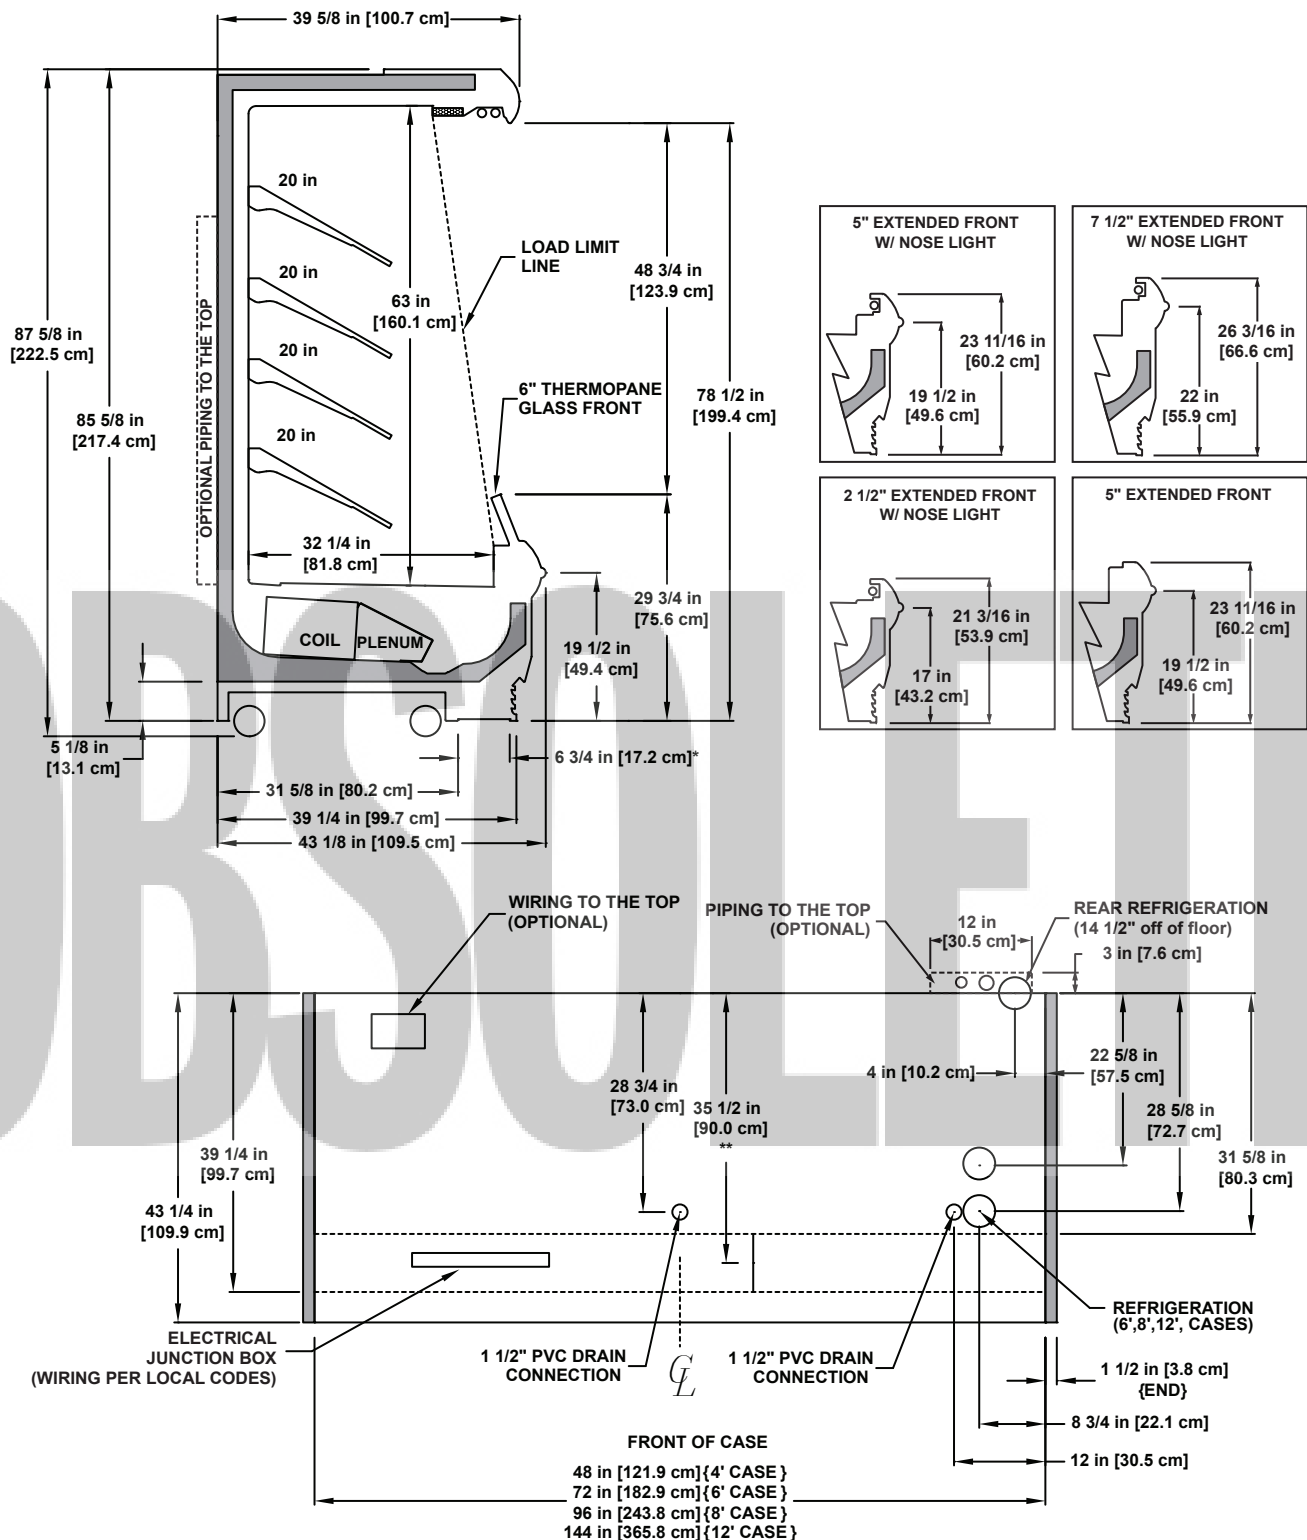 39 5/8 in [100.7 cm]
20 in
20 in
20 in
20 in
OPTIONAL PIPING TO THE TOP
LOAD LIMIT
LINE
63 in
[160.1 cm]
48 3/4 in
[123.9 cm]
87 5/8 in
[222.5 cm]
85 5/8 in
[217.4 cm]
6" THERMOPANE
GLASS FRONT
78 1/2 in
[199.4 cm]
32 1/4 in
[81.8 cm]
29 3/4 in
[75.6 cm]
COIL
PLENUM
19 1/2 in
[49.4 cm]
5 1/8 in
[13.1 cm]
6 3/4 in [17.2 cm]*
31 5/8 in [80.2 cm]
39 1/4 in [99.7 cm]
43 1/8 in [109.5 cm]
5" EXTENDED FRONT
W/ NOSE LIGHT
23 11/16 in
[60.2 cm]
19 1/2 in
[49.6 cm]
7 1/2" EXTENDED FRONT
W/ NOSE LIGHT
26 3/16 in
[66.6 cm]
22 in
[55.9 cm]
2 1/2" EXTENDED FRONT
W/ NOSE LIGHT
21 3/16 in
[53.9 cm]
17 in
[43.2 cm]
5" EXTENDED FRONT
23 11/16 in
[60.2 cm]
19 1/2 in
[49.6 cm]
OBSOLETE
WIRING TO THE TOP
(OPTIONAL)
PIPING TO THE TOP
(OPTIONAL)
12 in
[30.5 cm]
REAR REFRIGERATION
(14 1/2" off of floor)
3 in [7.6 cm]
4 in [10.2 cm]
22 5/8 in
[57.5 cm]
28 3/4 in
[73.0 cm]
35 1/2 in
[90.0 cm]
**
28 5/8 in
[72.7 cm]
31 5/8 in
[80.3 cm]
39 1/4 in
[99.7 cm]
43 1/4 in
[109.9 cm]
ELECTRICAL
JUNCTION BOX
(WIRING PER LOCAL CODES)
1 1/2" PVC DRAIN
CONNECTION
CL
1 1/2" PVC DRAIN
CONNECTION
REFRIGERATION
(6',8',12', CASES)
1 1/2 in [3.8 cm]
{END}
8 3/4 in [22.1 cm]
12 in [30.5 cm]
FRONT OF CASE
48 in [121.9 cm]{4' CASE }
72 in [182.9 cm]{6' CASE }
96 in [243.8 cm]{8' CASE }
144 in [365.8 cm]{12' CASE }